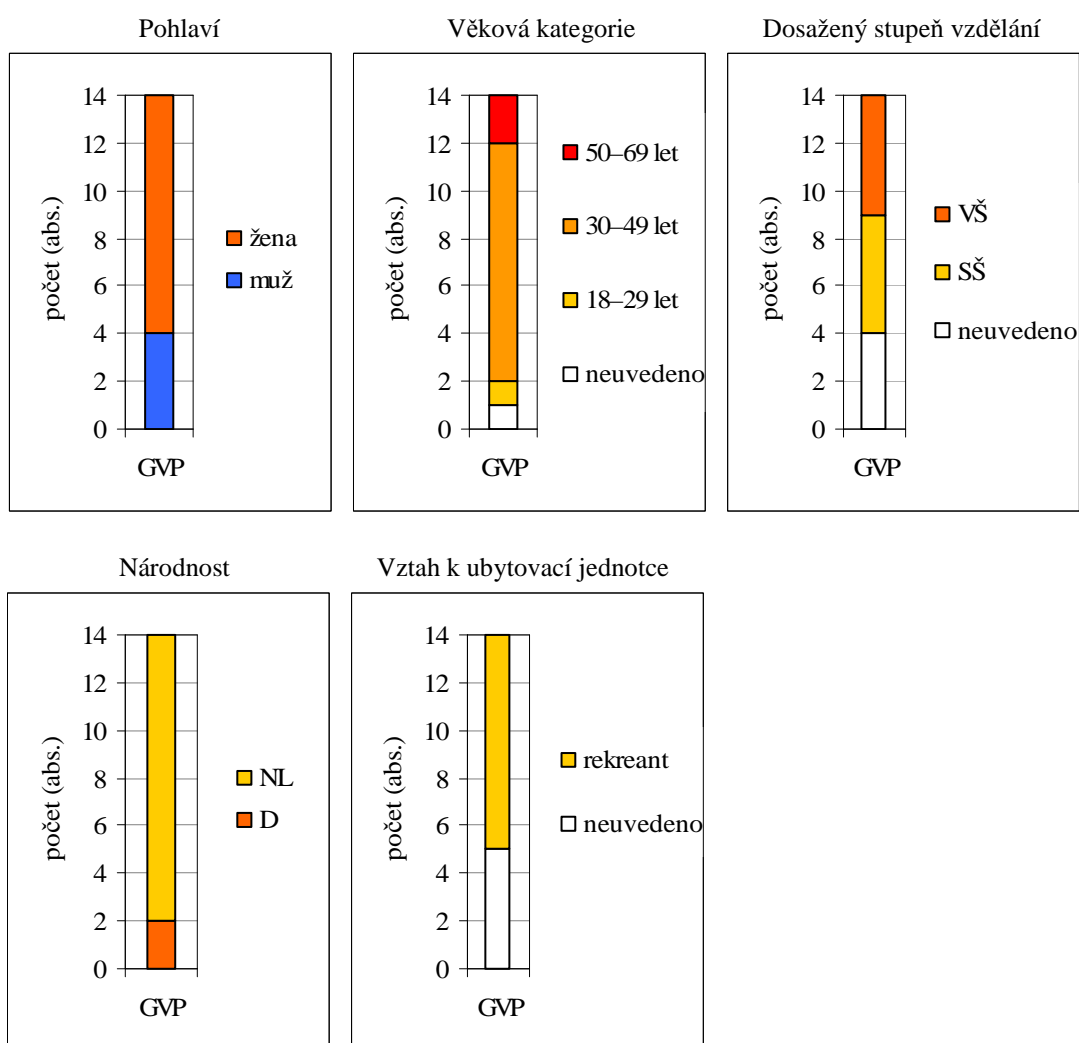 Pohlaví
Věková kategorie
Dosažený stupeň vzdělání
14
12
10
8
6
4
2
0
počet (abs.)
GVP
žena
muž
14
12
10
8
6
4
2
0
počet (abs.)
GVP
50–69 let
30–49 let
18–29 let
neuvedeno
14
12
10
8
6
4
2
0
počet (abs.)
GVP
VŠ
SŠ
neuvedeno
Národnost
Vztah k ubytovací jednotce
14
12
10
8
6
4
2
0
počet (abs.)
GVP
NL
D
14
12
10
8
6
4
2
0
počet (abs.)
GVP
rekreant
neuvedeno